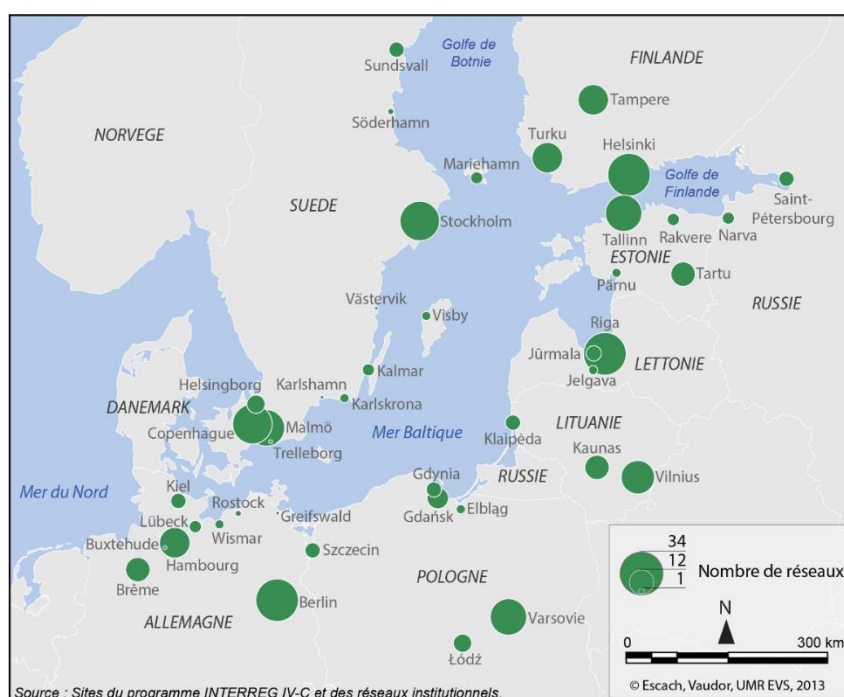 Golfe de
Botnie
FINLANDE
Sundsvall
Tampere
NORVEGE
Söderhamn
Turku
Helsinki
Mariehamn
Golfe de
Finlande
Saint-
Pétersbourg
SUEDE
Stockholm
Tallinn
Rakvere
Narva
ESTONIE
Pärnu
Tartu
RUSSIE
Västervik
Visby
Riga
Jūrmala
LETTONIE
Jelgava
Kalmar
Helsingborg
Karlshamn
Karlskrona
DANEMARK
Copenhague
Malmö
Trelleborg
Mer Baltique
Klaipéda
LITUANIE
Kaunas
Vilnius
RUSSIE
Mer du Nord
Kiel
Rostock
Greifswald
Gdynia
Gdańsk
Elbląg
Lübeck
Wismar
Buxtehude
Hambourg
Szczecin
Brême
Berlin
ALLEMAGNE
POLOGNE
Varsovie
Łódź
34
12
1
Nombre de réseaux
N
0
300 km
© Escach, Vaudor, UMR EVS, 2013
Source : Sites du programme INTERREG IV-C et des réseaux institutionnels.